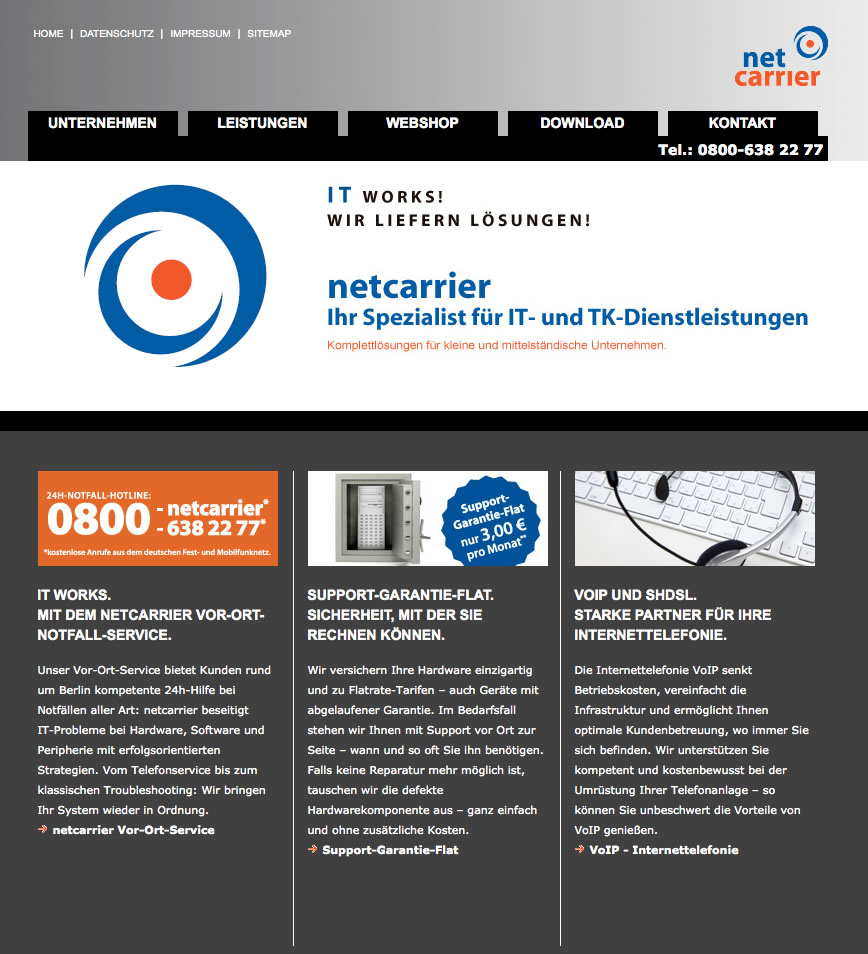 HOME | DATENSCHUTZ | IMPRESSUM | SITEMAP
net
carrier
UNTERNEHMEN LEISTUNGEN WEBSHOP DOWNLOAD KONTAKT
Tel.: 0800-638 22 77
IT WORKS!
WIR LIEFERN LÖSUNGEN!
netcarrier
Ihr Spezialist für IT- und TK-Dienstleistungen
Komplettlösungen für kleine und mittelständische Unternehmen.
24H-NOTFALL-HOTLINE:
0800 - netcarrier*
- 638 22 77*
*kostenlose Anrufe aus dem deutschen Fest- und Mobilfunknetz.
IT WORKS.
MIT DEM NETCARRIER VOR-ORT-
NOTFALL-SERVICE.
Unser Vor-Ort-Service bietet Kunden rund
um Berlin kompetente 24h-Hilfe bei
Notfällen aller Art: netcarrier beseitigt
IT-Probleme bei Hardware, Software und
Peripherie mit erfolgsorientierten
Strategien. Vom Telefonservice bis zum
klassischen Troubleshooting: Wir bringen
Ihr System wieder in Ordnung.
netcarrier Vor-Ort-Service
Support-
Garantie-Flat
nur 3,00 €
pro Monat**
SUPPORT-GARANTIE-FLAT.
SICHERHEIT, MIT DER SIE
RECHNEN KÖNNEN.
Wir versichern Ihre Hardware einzigartig
und zu Flatrate-Tarifen – auch Geräte mit
abgelaufener Garantie. Im Bedarfsfall
stehen wir Ihnen mit Support vor Ort zur
Seite – wann und so oft Sie ihn benötigen.
Falls keine Reparatur mehr möglich ist,
tauschen wir die defekte
Hardwarekomponente aus – ganz einfach
und ohne zusätzliche Kosten.
Support-Garantie-Flat
VOIP UND SHDSL.
STARKE PARTNER FÜR IHRE
INTERNETTELEFONIE.
Die Internettelefonie VoIP senkt
Betriebskosten, vereinfacht die
Infrastruktur und ermöglicht Ihnen
optimale Kundenbetreuung, wo immer Sie
sich befinden. Wir unterstützen Sie
kompetent und kostenbewusst bei der
Umrüstung Ihrer Telefonanlage – so
können Sie unbeschwert die Vorteile von
VoIP genießen.
VoIP - Internettelefonie